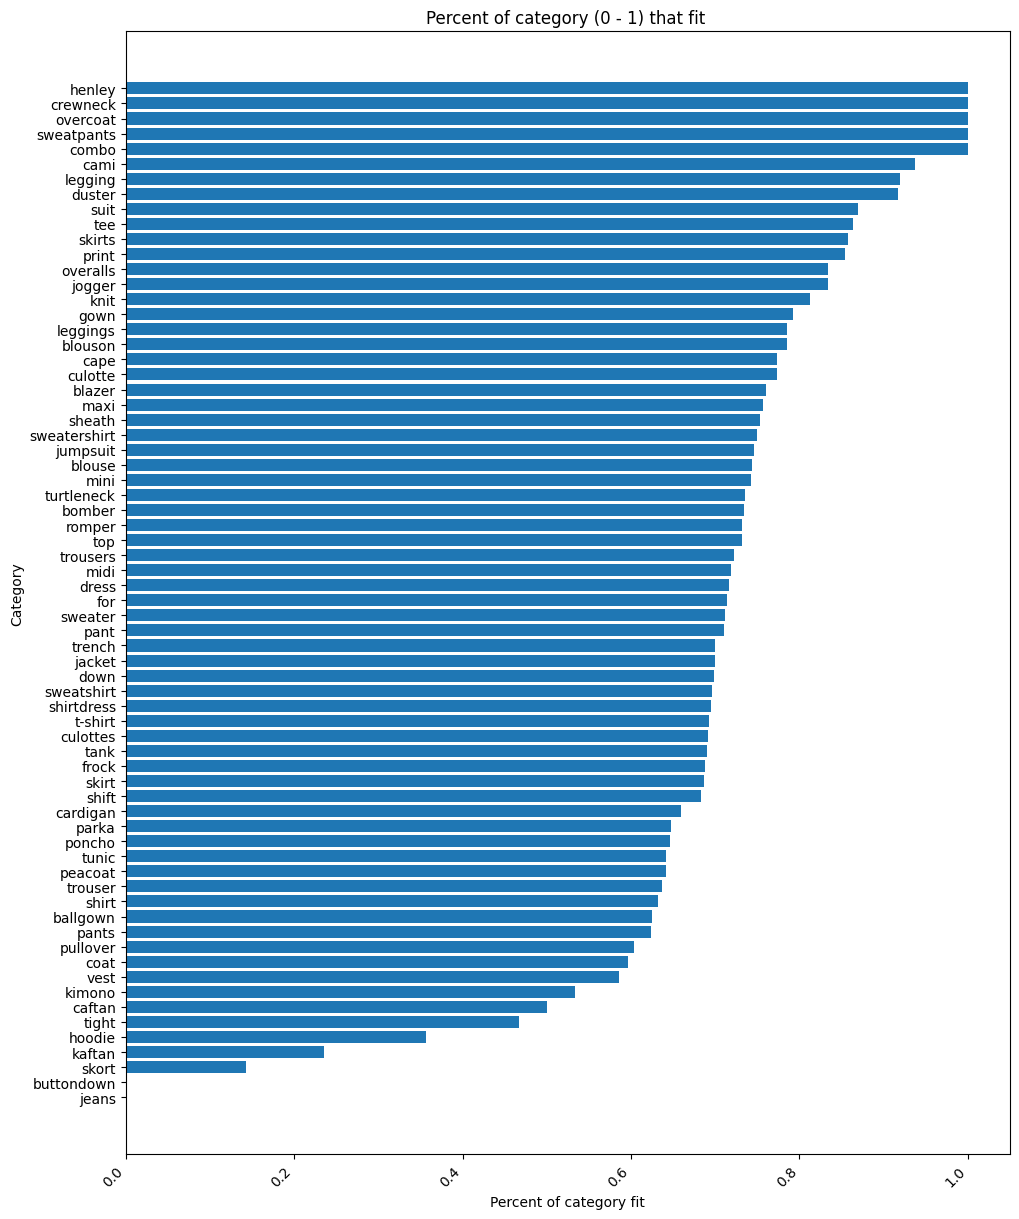 Percent of category (0 - 1) that fit
henley
crewneck
overcoat
sweatpants
combo
cami
legging
duster
suit
tee
skirts
print
overalls
jogger
knit
gown
leggings
blouson
cape
culotte
blazer
maxi
sheath
sweatershirt
jumpsuit
blouse
mini
turtleneck
bomber
romper
top
trousers
midi
dress
for
sweater
pant
trench
jacket
down
sweatshirt
shirtdress
t-shirt
culottes
tank
frock
skirt
shift
cardigan
parka
poncho
tunic
peacoat
trouser
shirt
ballgown
pants
pullover
coat
vest
kimono
caftan
tight
hoodie
kaftan
skort
buttondown
jeans
Category
0.0 0.2 0.4 0.6 0.8 1.0
Percent of category fit